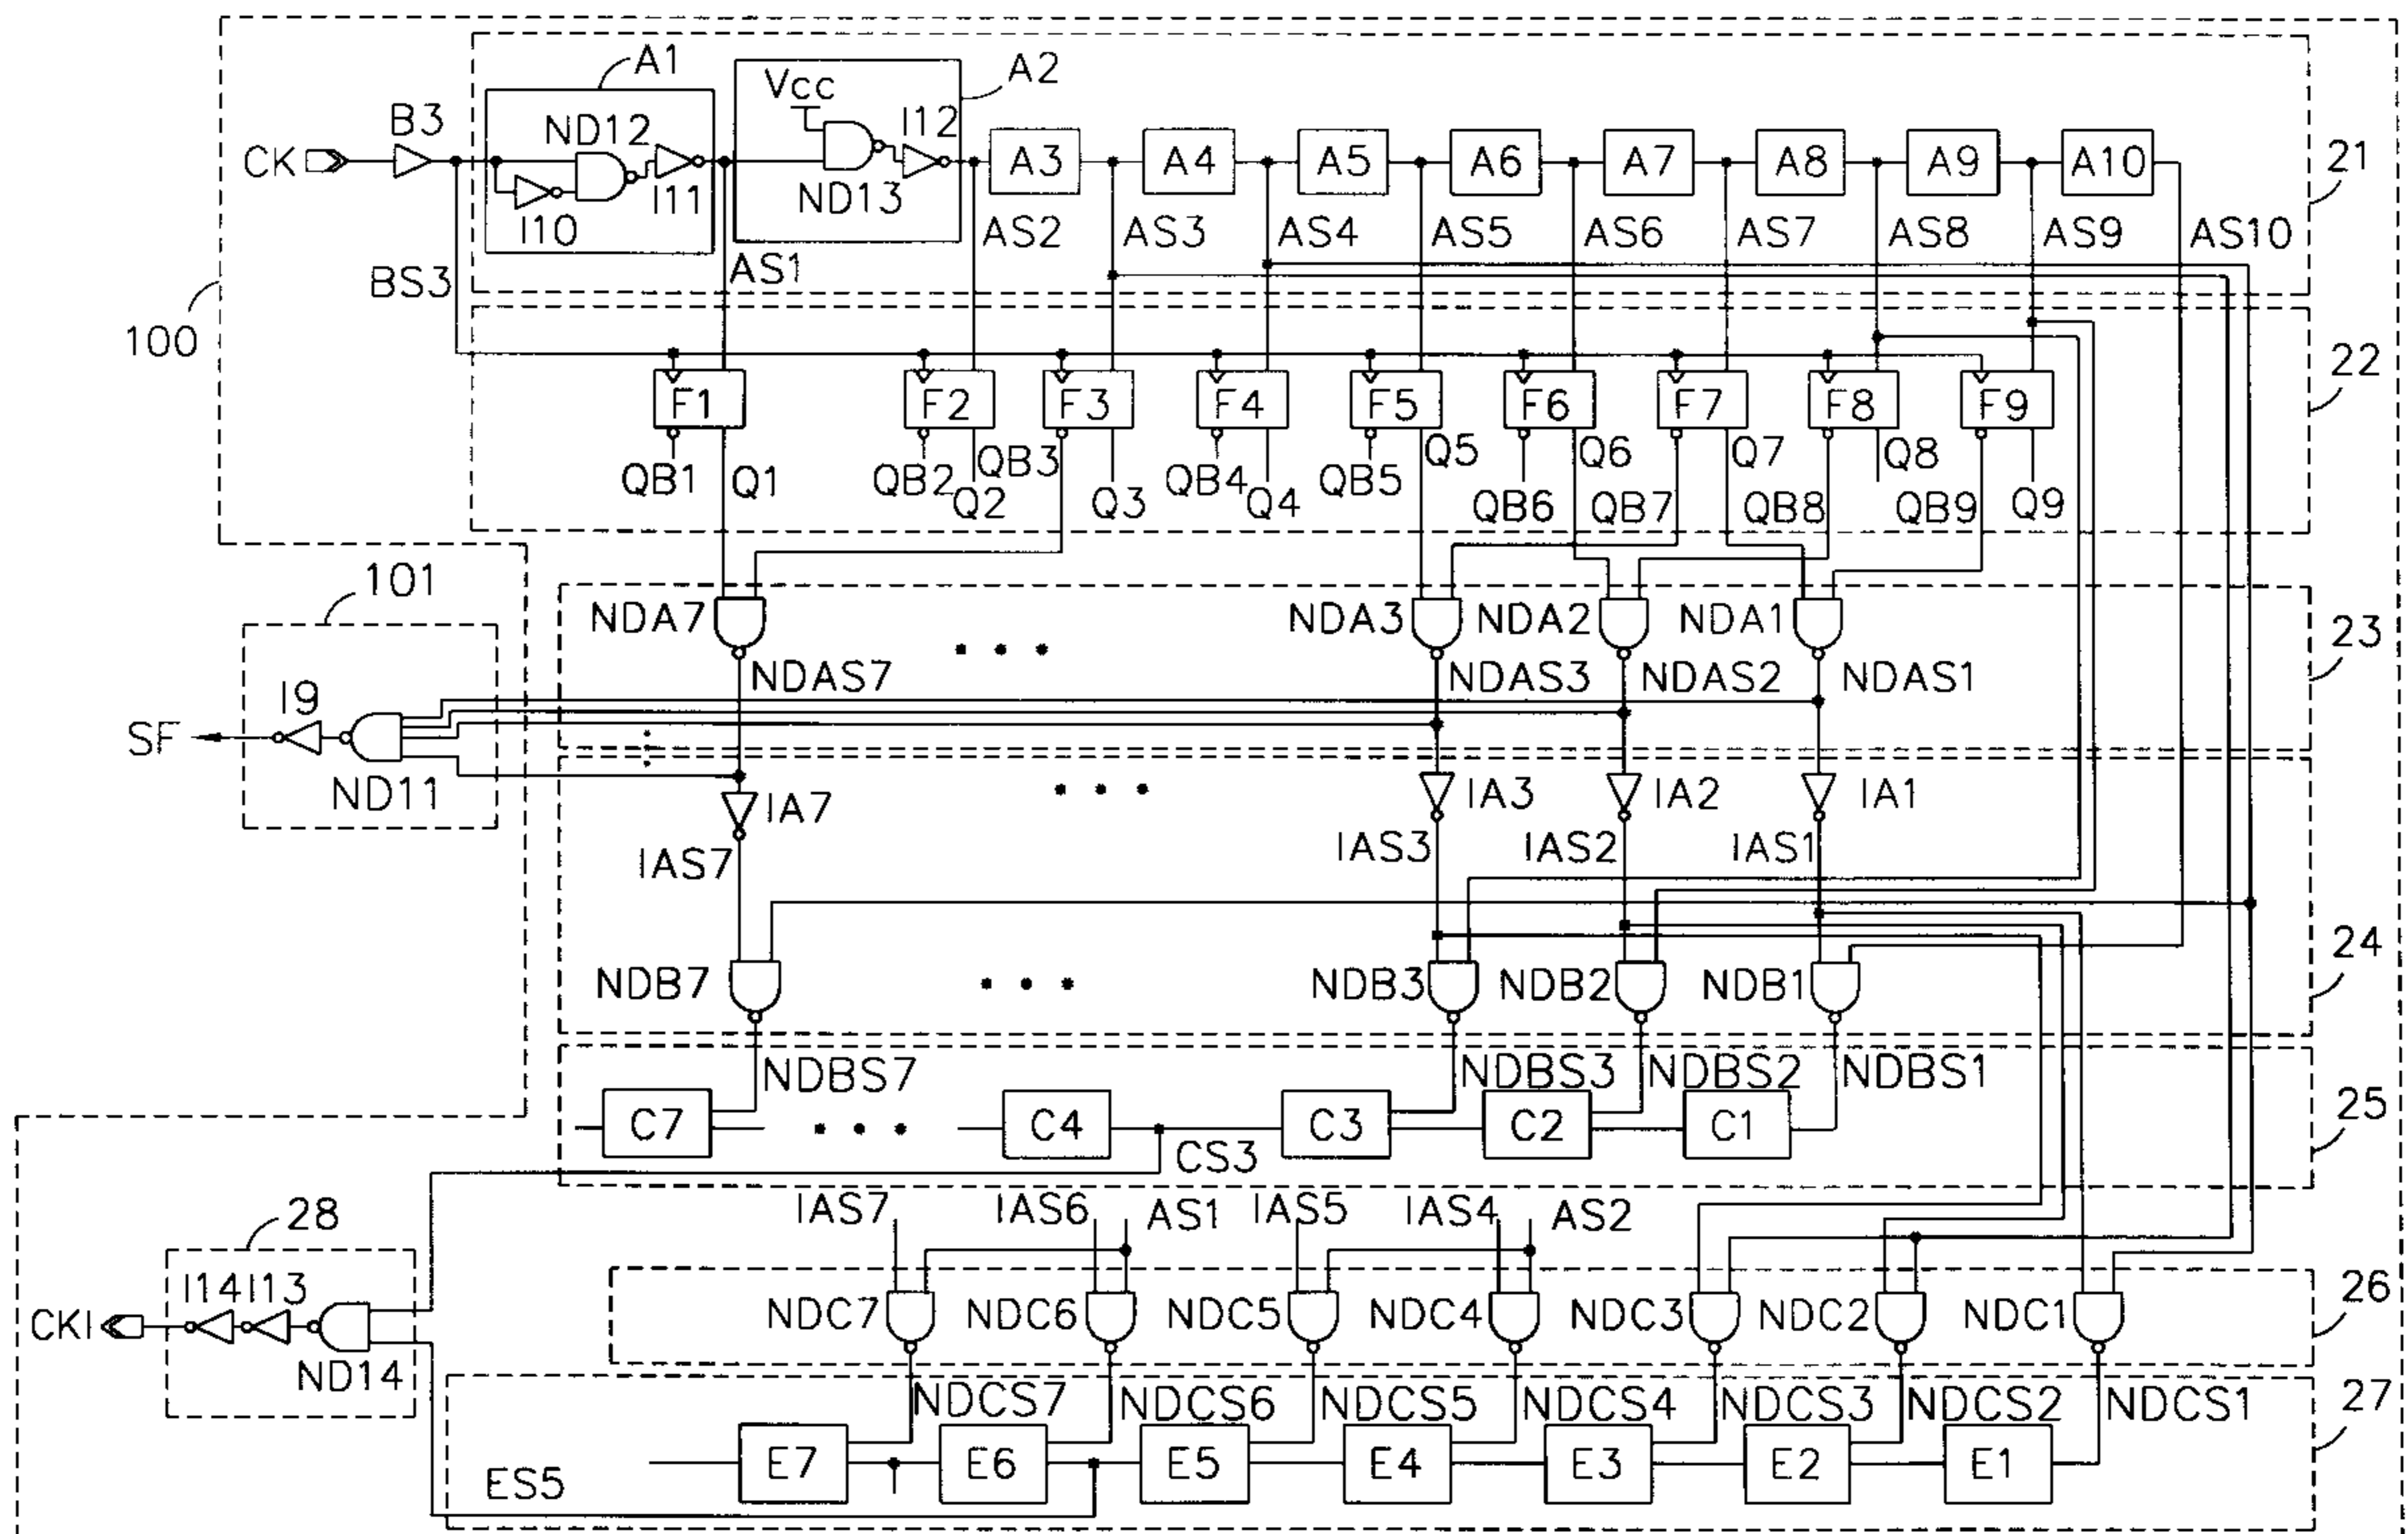 A1
Vcc
A2
B3
ND12
I12
CK
I11
ND13
I10
A3
A4
A5
A6
A7
A8
A9
A10
21
AS1
AS2
AS3
AS4
AS5
AS6
AS7
AS8
AS9
AS10
BS3
100
22
F1
F2
F3
F4
F5
F6
F7
F8
F9
QB1
Q1
QB2
Q2
QB3
Q3
QB4
Q4
QB5
Q5
QB6
Q6
QB7
Q7
QB8
Q8
QB9
Q9
101
NDA7
NDA3
NDA2
NDA1
23
NDAS7
NDAS3
NDAS2
NDAS1
I9
SF
ND11
IA7
IA3
IA2
IA1
IAS7
IAS3
IAS2
IAS1
24
NDB7
NDB3
NDB2
NDB1
NDBS7
NDBS3
NDBS2
NDBS1
25
C7
C4
C3
C2
C1
CS3
IAS7
IAS6
AS1
IAS5
IAS4
AS2
28
I14
I13
CKI
ND14
NDC7
NDC6
NDC5
NDC4
NDC3
NDC2
NDC1
26
NDCS7
NDCS6
NDCS5
NDCS4
NDCS3
NDCS2
NDCS1
27
ES5
E7
E6
E5
E4
E3
E2
E1